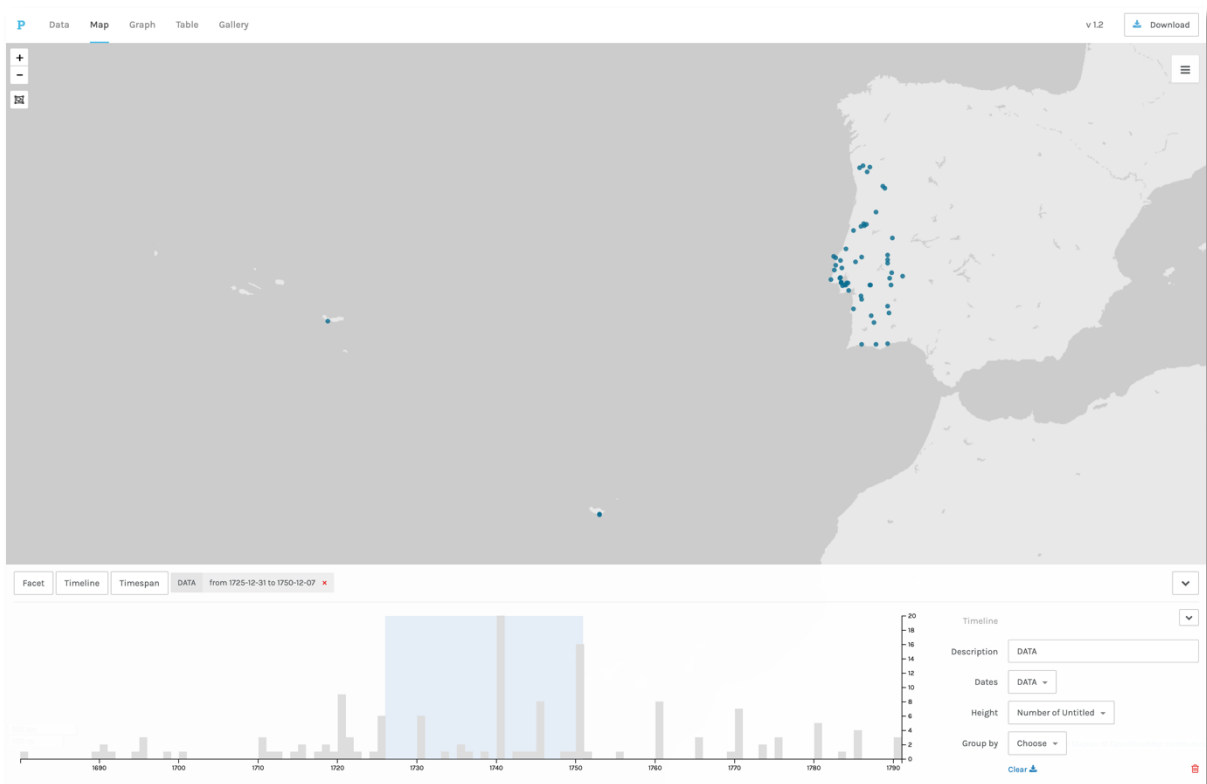 P Data Map Graph Table Gallery v 1.2 Download
+
−
Facet Timeline Timespan DATA from 1725-12-31 to 1750-12-07 ×
Timeline
Description DATA
Dates DATA
Height Number of Untitled
Group by Choose
Clear
20
18
16
14
12
10
8
6
4
2
0
1690 1700 1710 1720 1730 1740 1750 1760 1770 1780 1790